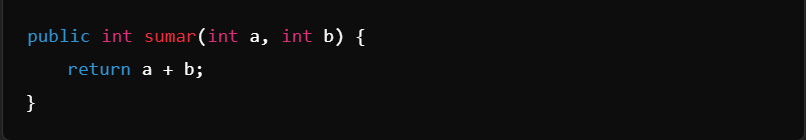 public int sumar(int a, int b) {
    return a + b;
}